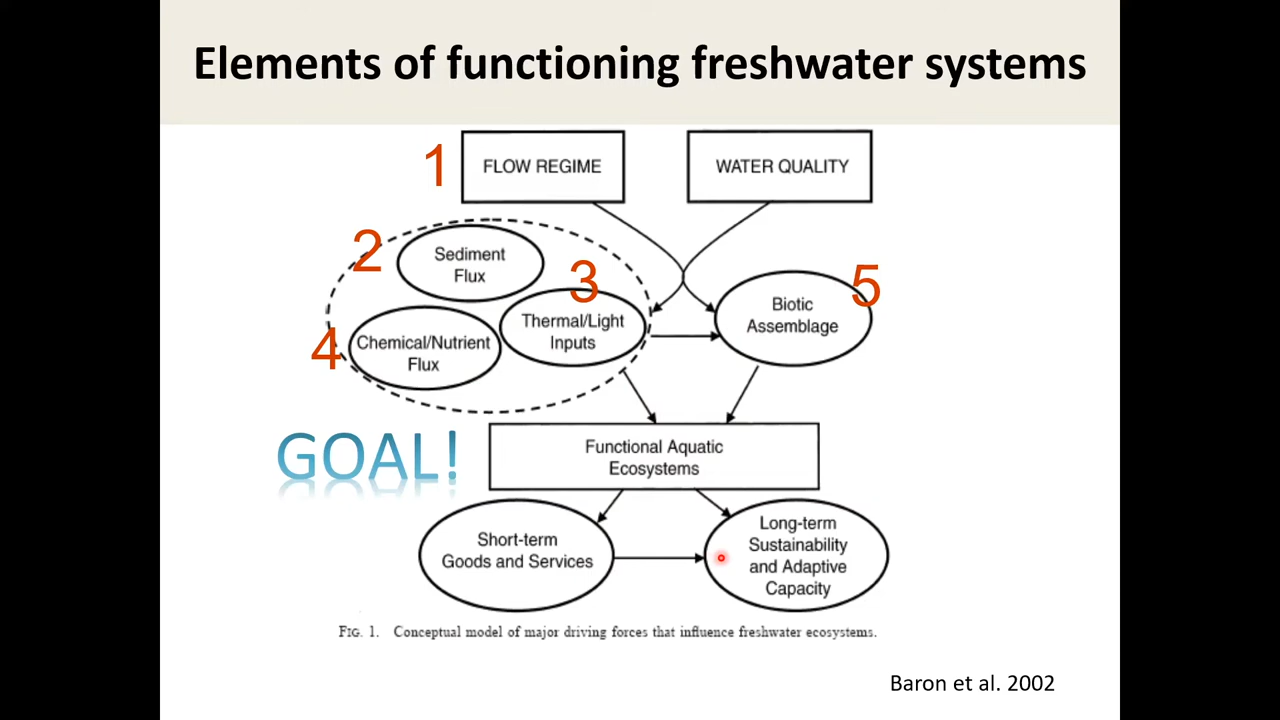 Elements of functioning freshwater systems
1
FLOW REGIME
WATER QUALITY
2
Sediment
Flux
3
Thermal/Light
Inputs
4
Chemical/Nutrient
Flux
5
Biotic
Assemblage
GOAL!
Functional Aquatic
Ecosystems
Short-term
Goods and Services
Long-term
Sustainability
and Adaptive
Capacity
FIG. 1. Conceptual model of major driving forces that influence freshwater ecosystems.
Baron et al. 2002